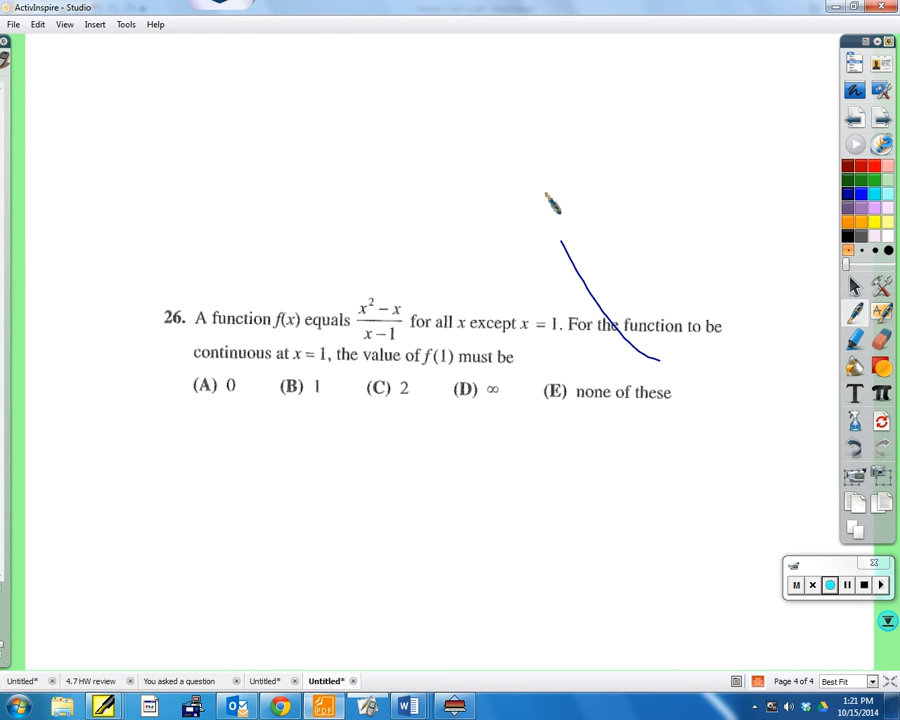 ActivInspire - Studio
File Edit View Insert Tools Help
26. A function f(x) equals x² − x / x − 1 for all x except x = 1. For the function to be
continuous at x = 1, the value of f(1) must be
(A) 0 (B) 1 (C) 2 (D) ∞ (E) none of these
M
Untitled* 4.7 HW review You asked a question Untitled* Untitled* Page 4 of 4 Best Fit
1:21 PM
10/15/2014